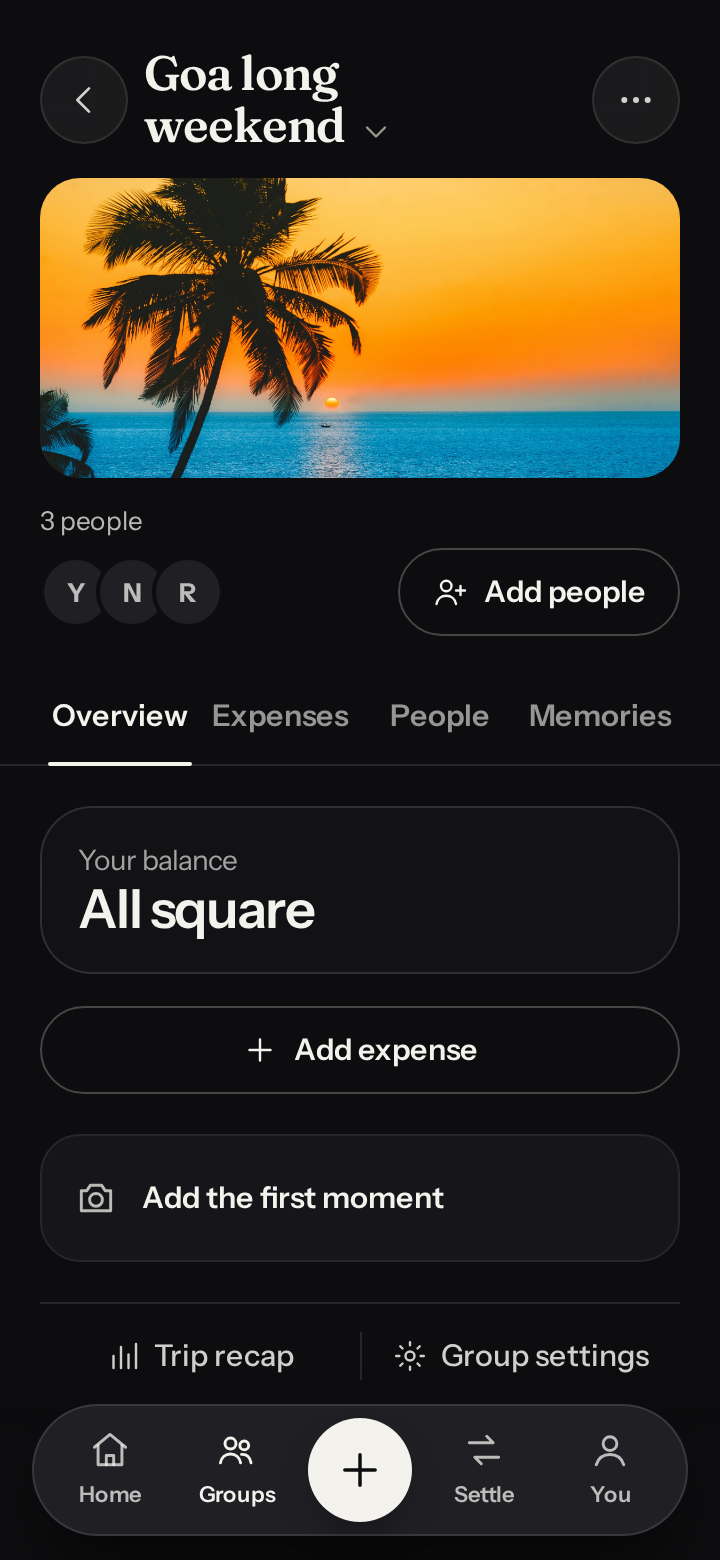 Goa long
weekend
3 people
Y N R
Add people
Overview Expenses People Memories
Your balance
All square
Add expense
Add the first moment
Trip recap Group settings
Home Groups Settle You